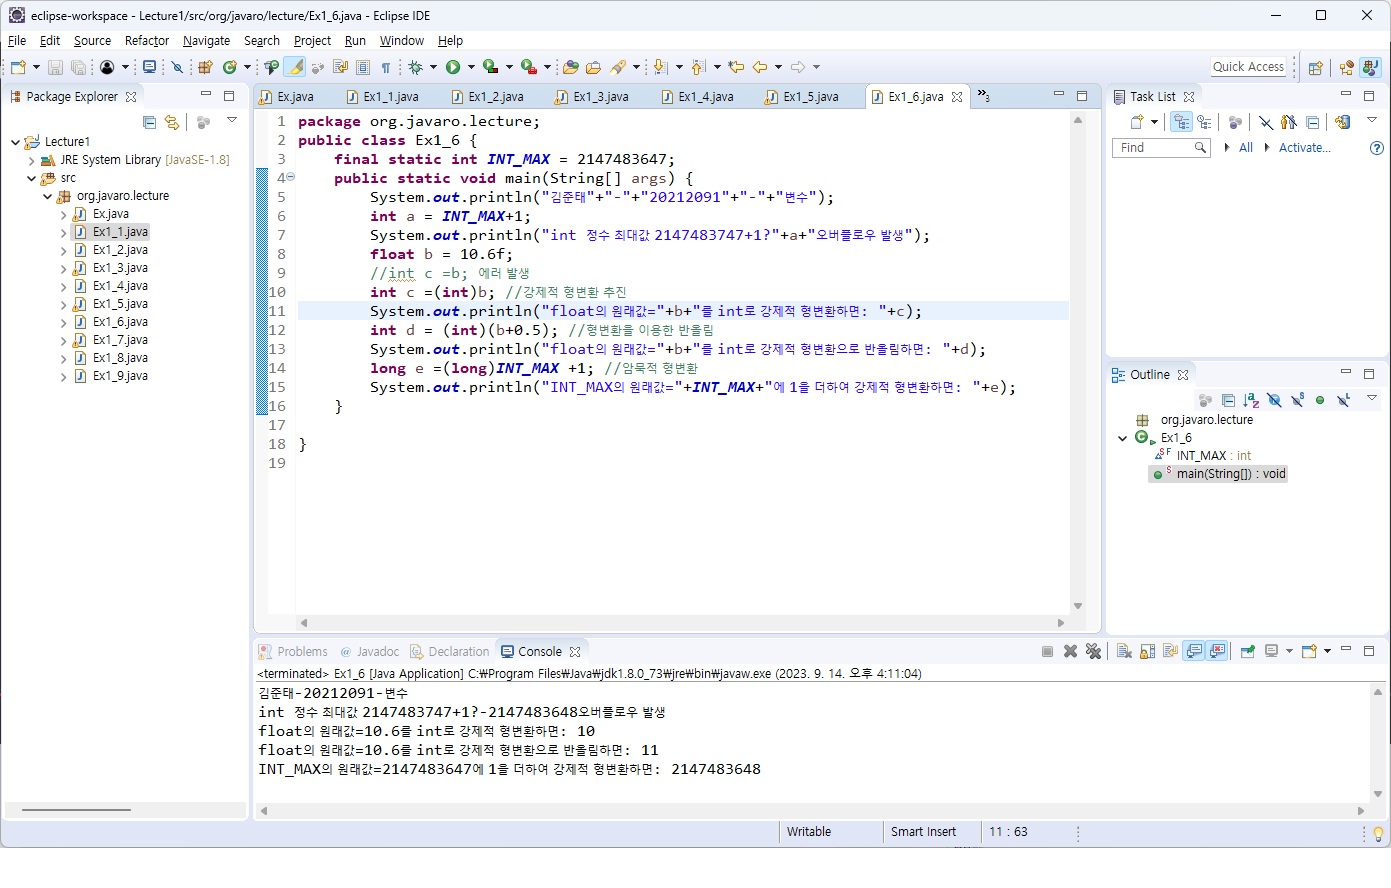 eclipse-workspace - Lecture1/src/org/javaro/lecture/Ex1_6.java - Eclipse IDE
File Edit Source Refactor Navigate Search Project Run Window Help
Quick Access
Package Explorer
Lecture1
JRE System Library [JavaSE-1.8]
src
org.javaro.lecture
Ex.java
Ex1_1.java
Ex1_2.java
Ex1_3.java
Ex1_4.java
Ex1_5.java
Ex1_6.java
Ex1_7.java
Ex1_8.java
Ex1_9.java
Ex.java Ex1_1.java Ex1_2.java Ex1_3.java Ex1_4.java Ex1_5.java Ex1_6.java »3
1 package org.javaro.lecture;
2 public class Ex1_6 {
3 final static int INT_MAX = 2147483647;
4 public static void main(String[] args) {
5 System.out.println("김준태"+"-"+"20212091"+"-"+"변수");
6 int a = INT_MAX+1;
7 System.out.println("int 정수 최대값 2147483747+1?"+a+"오버플로우 발생");
8 float b = 10.6f;
9 //int c =b; 에러 발생
10 int c =(int)b; //강제적 형변환 추진
11 System.out.println("float의 원래값="+b+"를 int로 강제적 형변환하면: "+c);
12 int d = (int)(b+0.5); //형변환을 이용한 반올림
13 System.out.println("float의 원래값="+b+"를 int로 강제적 형변환으로 반올림하면: "+d);
14 long e =(long)INT_MAX +1; //암묵적 형변환
15 System.out.println("INT_MAX의 원래값="+INT_MAX+"에 1을 더하여 강제적 형변환하면: "+e);
16 }
17
18 }
19
Task List
Find All Activate...
Outline
org.javaro.lecture
Ex1_6
INT_MAX : int
main(String[]) : void
Problems @ Javadoc Declaration Console
<terminated> Ex1_6 [Java Application] C:₩Program Files₩Java₩jdk1.8.0_73₩jre₩bin₩javaw.exe (2023. 9. 14. 오후 4:11:04)
김준태-20212091-변수
int 정수 최대값 2147483747+1?-2147483648오버플로우 발생
float의 원래값=10.6를 int로 강제적 형변환하면: 10
float의 원래값=10.6를 int로 강제적 형변환으로 반올림하면: 11
INT_MAX의 원래값=2147483647에 1을 더하여 강제적 형변환하면: 2147483648
Writable Smart Insert 11 : 63